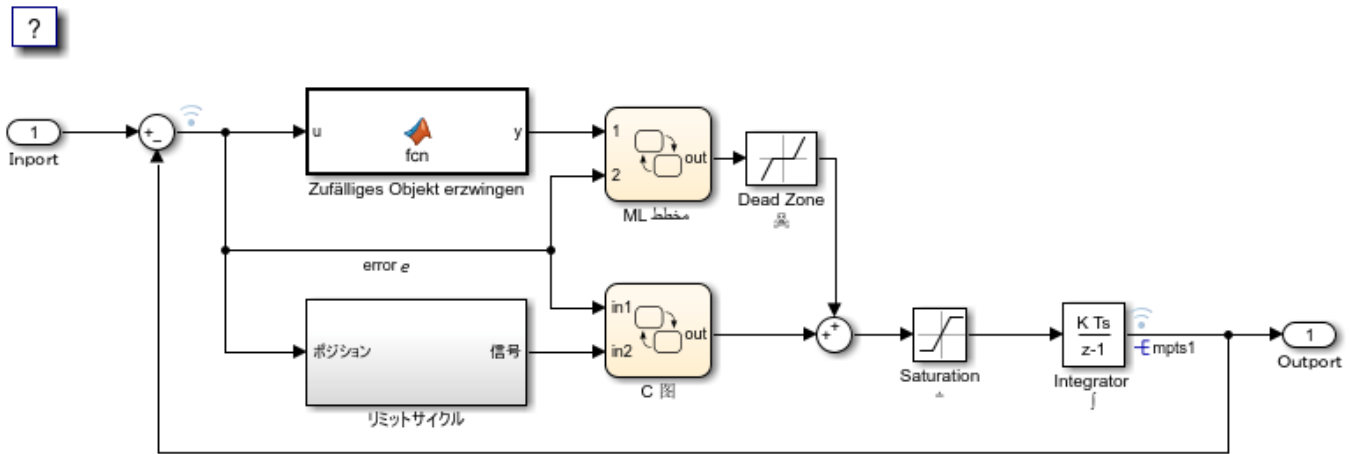 ?
1
Inport
+
−
u
y
fcn
Zufälliges Objekt erzwingen
1
2
out
ML مخطط
Dead Zone
error e
ポジション
信号
リミットサイクル
in1
in2
out
C 图
+
+
Saturation
K Ts
z-1
Integrator
∫
mpts1
1
Outport